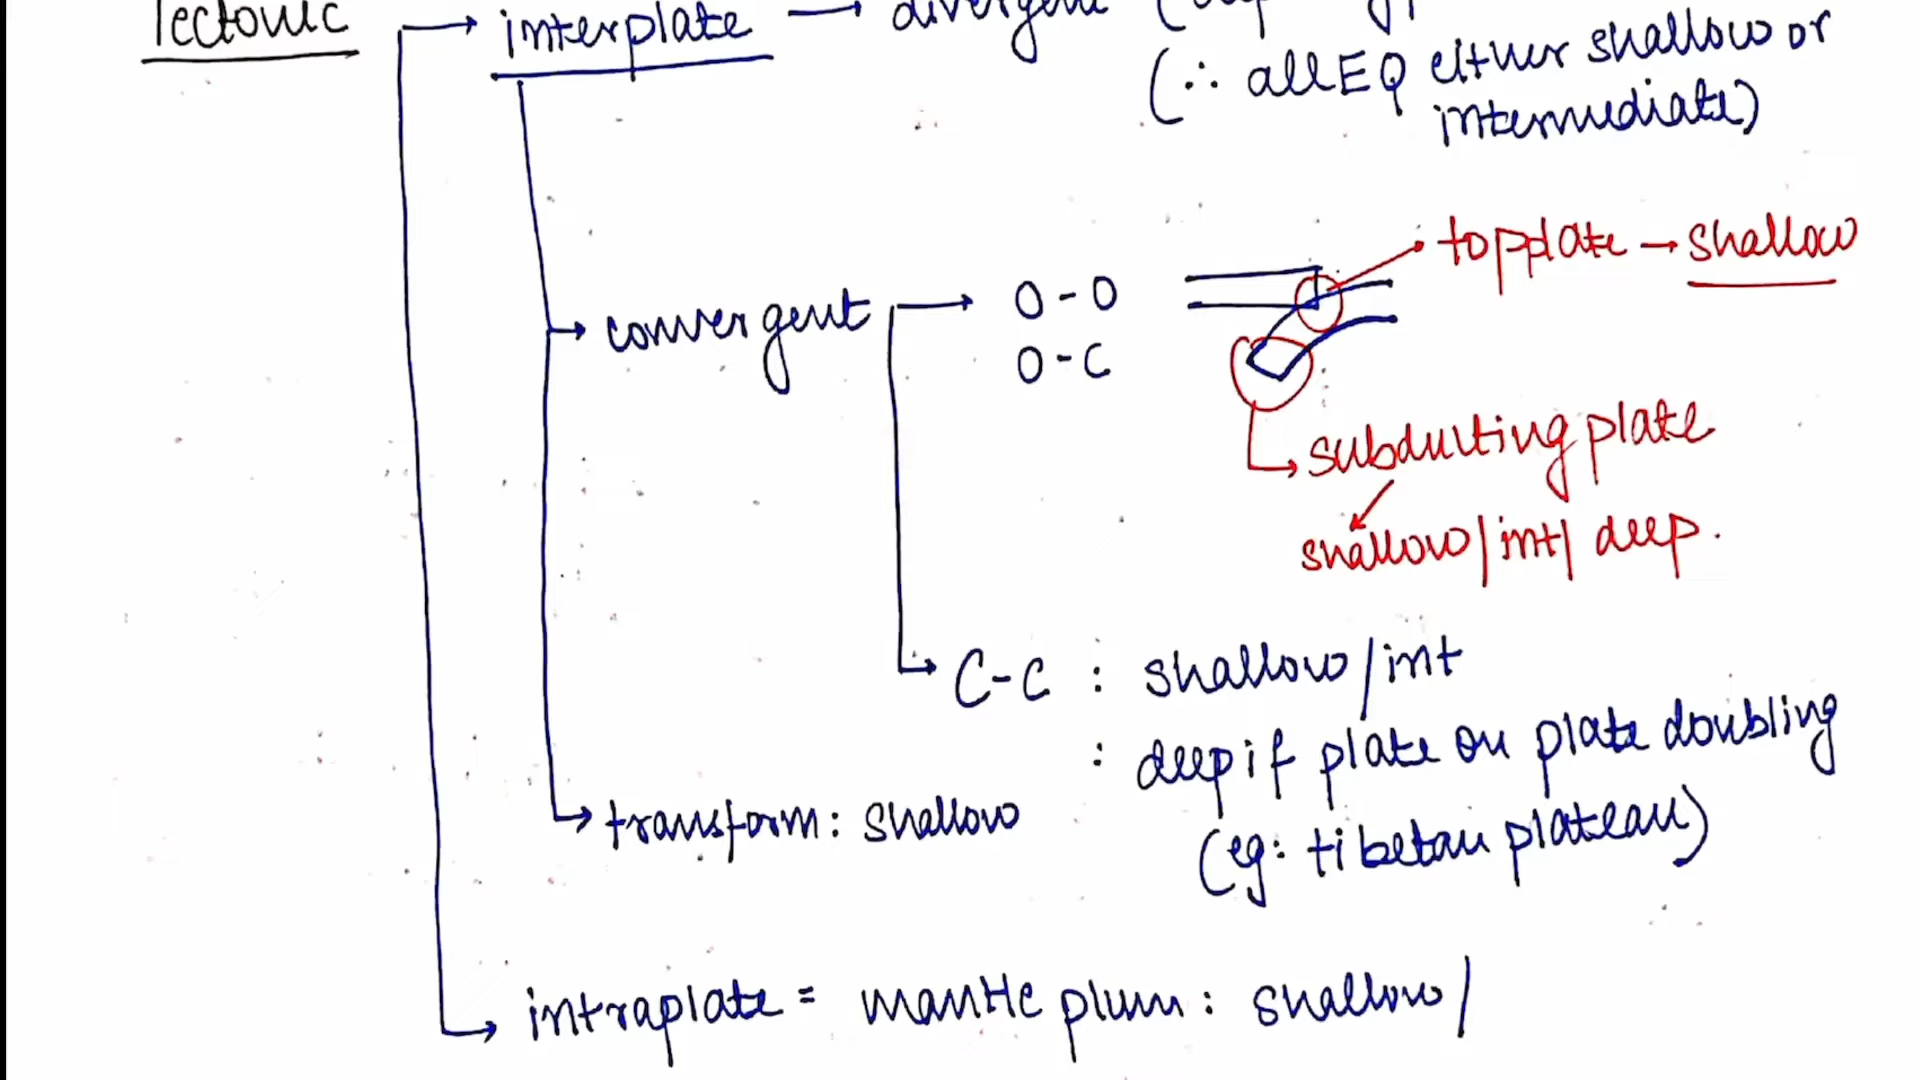 Tectonic → interplate → divergent
(∴ all EQ either shallow or
intermediate)
topplate → shallow
convergent → O-O
O-C
subducting plate
shallow/int/ deep.
C-C : shallow/int
: deep if plate on plate doubling
(eg: tibetan plateau)
transform: shallow
intraplate = mantle plum: shallow/